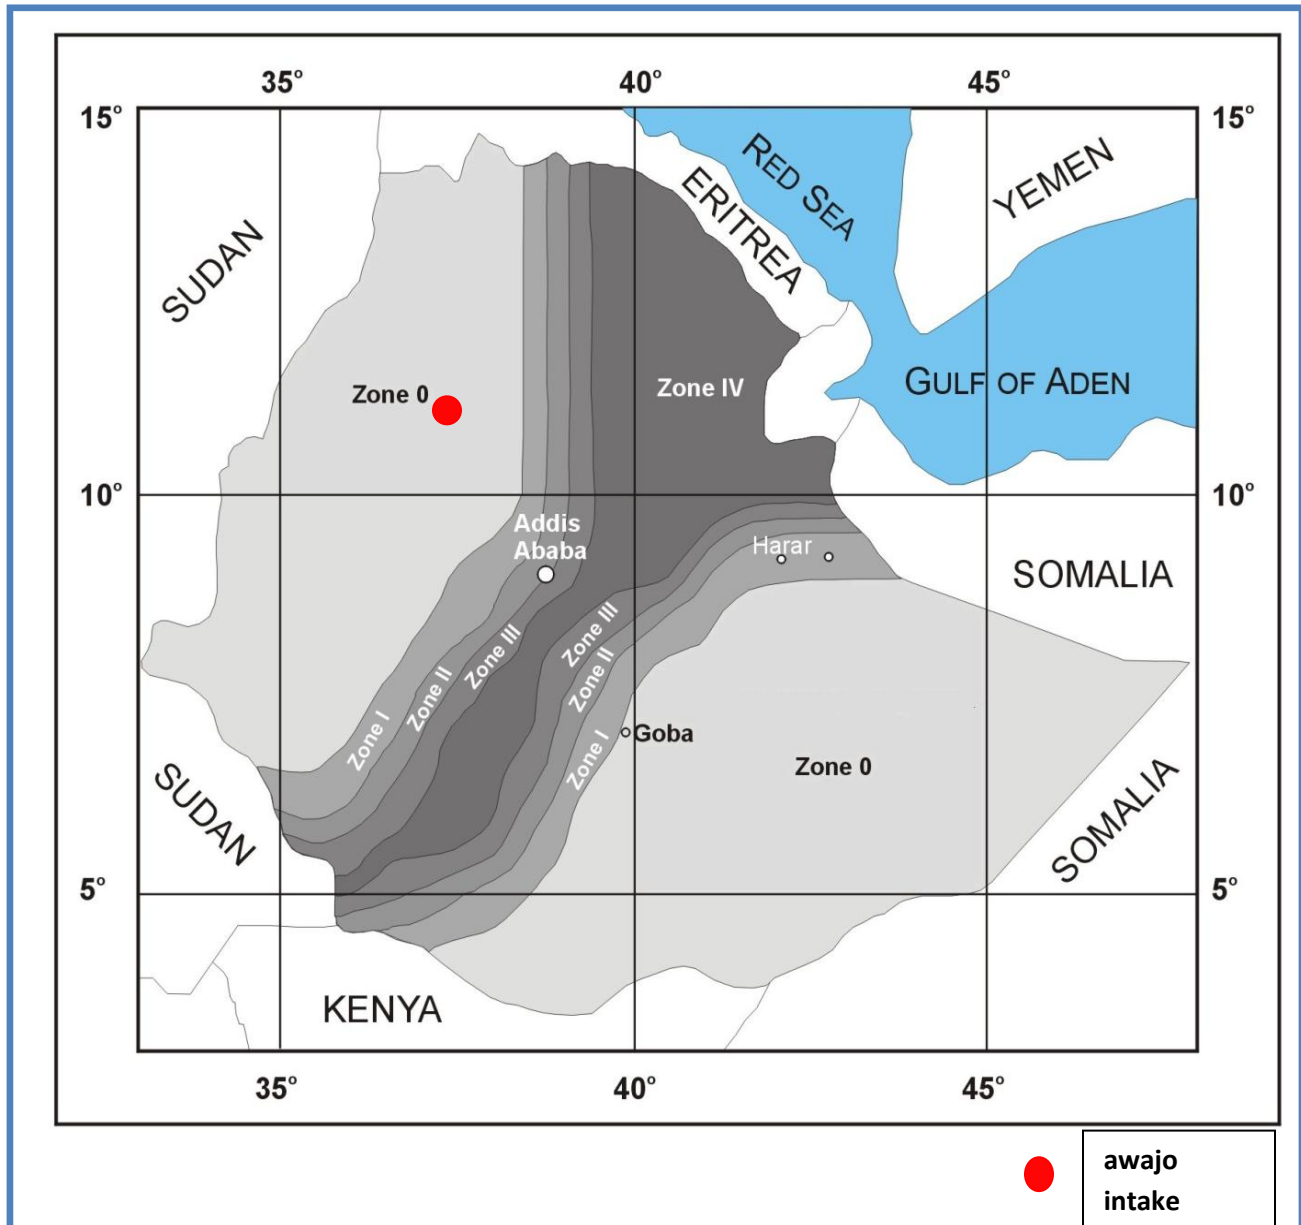 35°
40°
45°
15°
15°
RED SEA
YEMEN
ERITREA
SUDAN
Zone 0
Zone IV
GULF OF ADEN
10°
10°
Addis
Ababa
Harar
SOMALIA
Zone III
Zone III
Zone II
Zone II
Zone I
Zone I
Goba
Zone 0
SUDAN
SOMALIA
5°
5°
KENYA
35°
40°
45°
awajo
intake